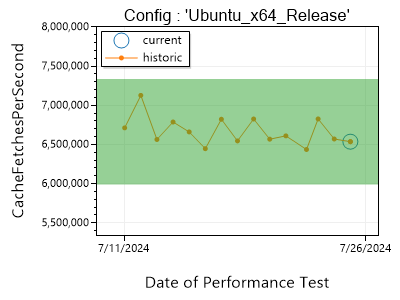 Config : 'Ubuntu_x64_Release'
current
historic
CacheFetchesPerSecond
8,000,000
7,500,000
7,000,000
6,500,000
6,000,000
5,500,000
7/11/2024
7/26/2024
Date of Performance Test